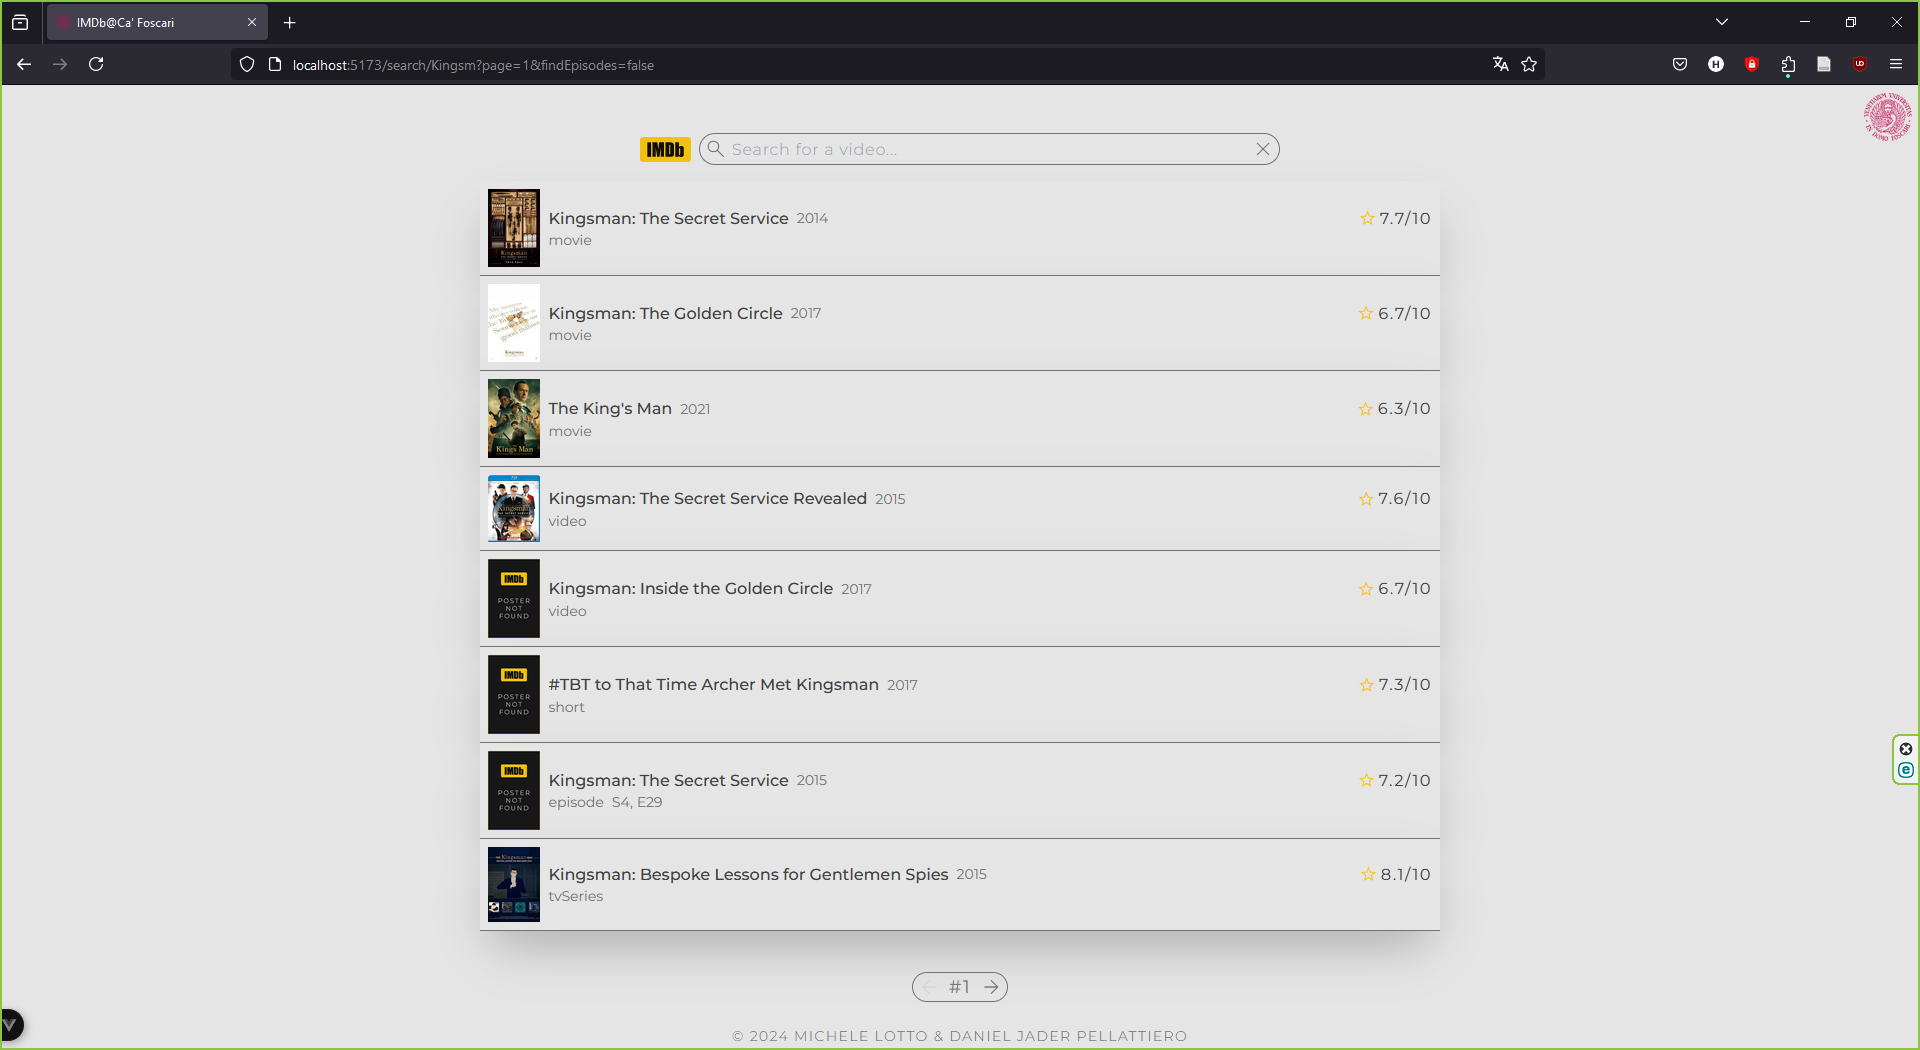 IMDb@Ca' Foscari
localhost:5173/search/Kingsm?page=1&findEpisodes=false
IMDb
Search for a video...
Kingsman: The Secret Service 2014
movie
7.7/10
Kingsman: The Golden Circle 2017
movie
6.7/10
The King's Man 2021
movie
6.3/10
Kingsman: The Secret Service Revealed 2015
video
7.6/10
IMDb
POSTER
NOT
FOUND
Kingsman: Inside the Golden Circle 2017
video
6.7/10
IMDb
POSTER
NOT
FOUND
#TBT to That Time Archer Met Kingsman 2017
short
7.3/10
IMDb
POSTER
NOT
FOUND
Kingsman: The Secret Service 2015
episode S4, E29
7.2/10
Kingsman: Bespoke Lessons for Gentlemen Spies 2015
tvSeries
8.1/10
#1
© 2024 MICHELE LOTTO & DANIEL JADER PELLATTIERO